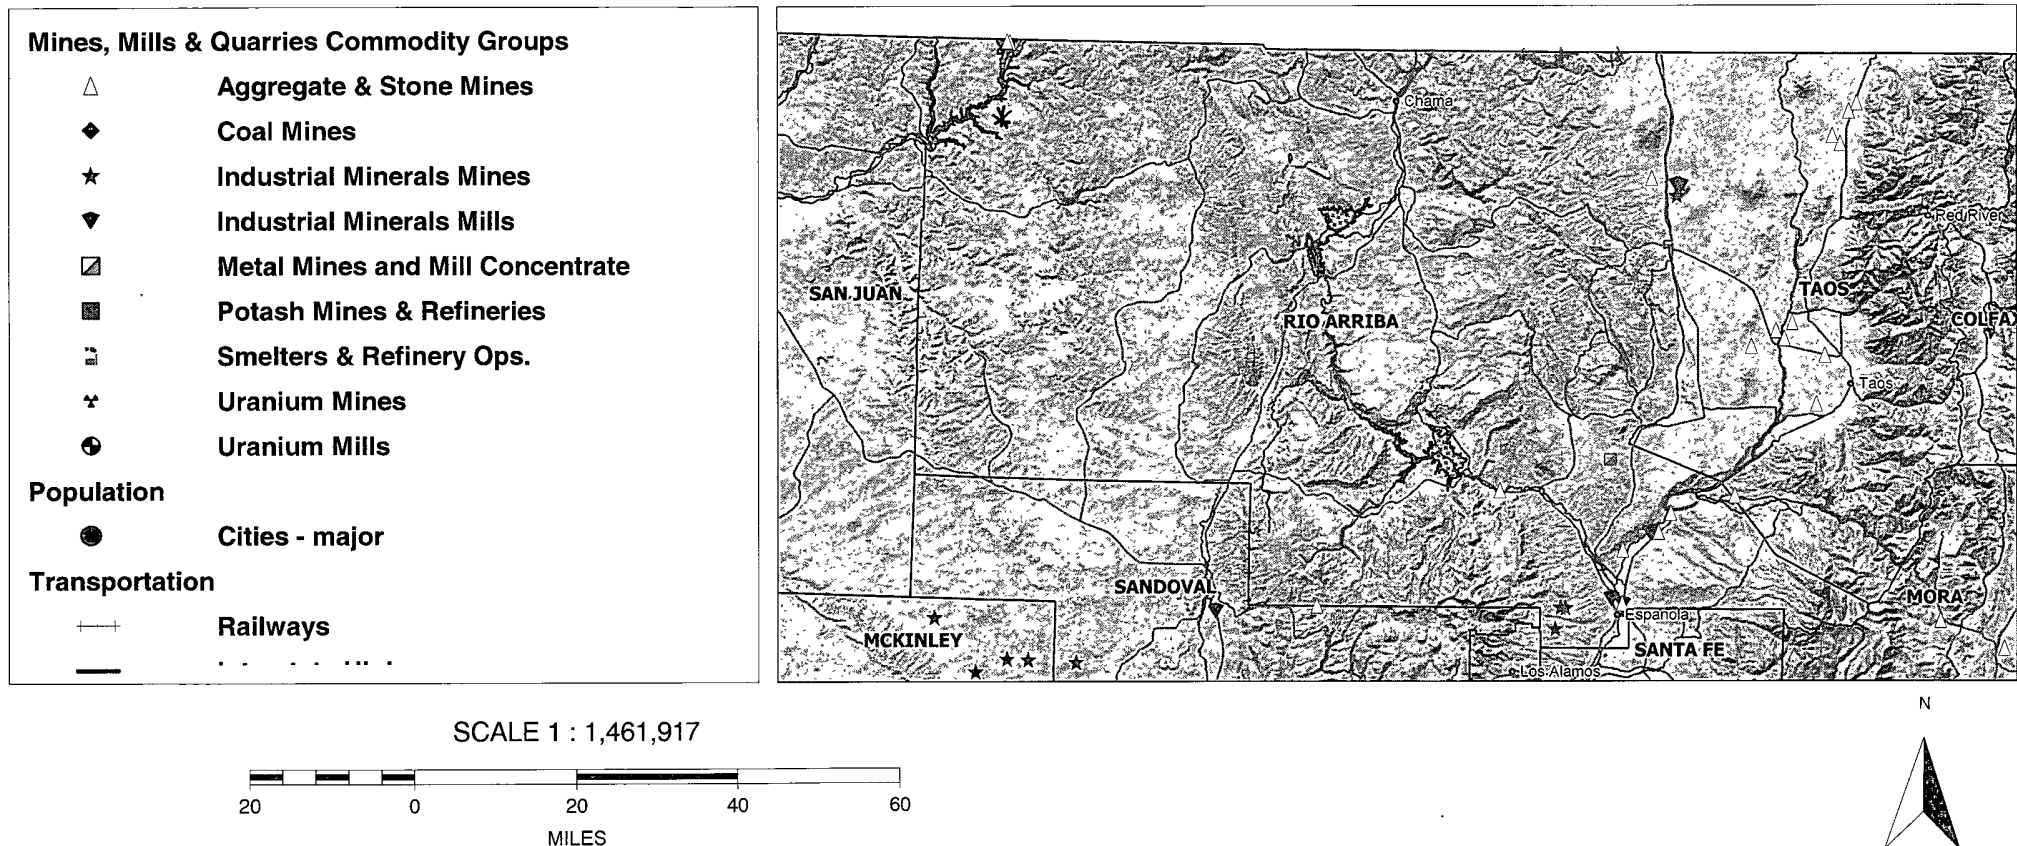 Mines, Mills & Quarries Commodity Groups
Aggregate & Stone Mines
Coal Mines
Industrial Minerals Mines
Industrial Minerals Mills
Metal Mines and Mill Concentrate
Potash Mines & Refineries
Smelters & Refinery Ops.
Uranium Mines
Uranium Mills
Population
Cities - major
Transportation
Railways
Chama
Red River
SAN JUAN
TAOS
RIO ARRIBA
COLFAX
Taos
SANDOVAL
MORA
Espanola
MCKINLEY
SANTA FE
Los Alamos
SCALE 1 : 1,461,917
20 0 20 40 60
MILES
N